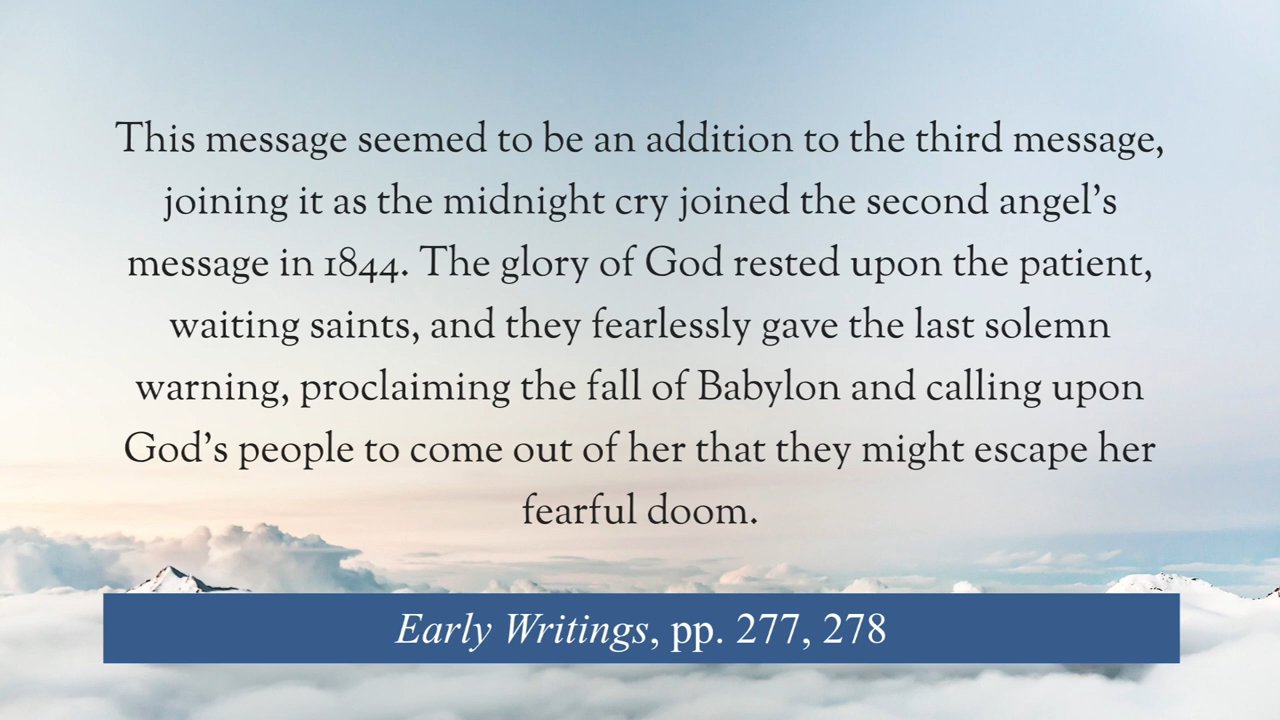 This message seemed to be an addition to the third message,
joining it as the midnight cry joined the second angel’s
message in 1844. The glory of God rested upon the patient,
waiting saints, and they fearlessly gave the last solemn
warning, proclaiming the fall of Babylon and calling upon
God’s people to come out of her that they might escape her
fearful doom.
Early Writings, pp. 277, 278